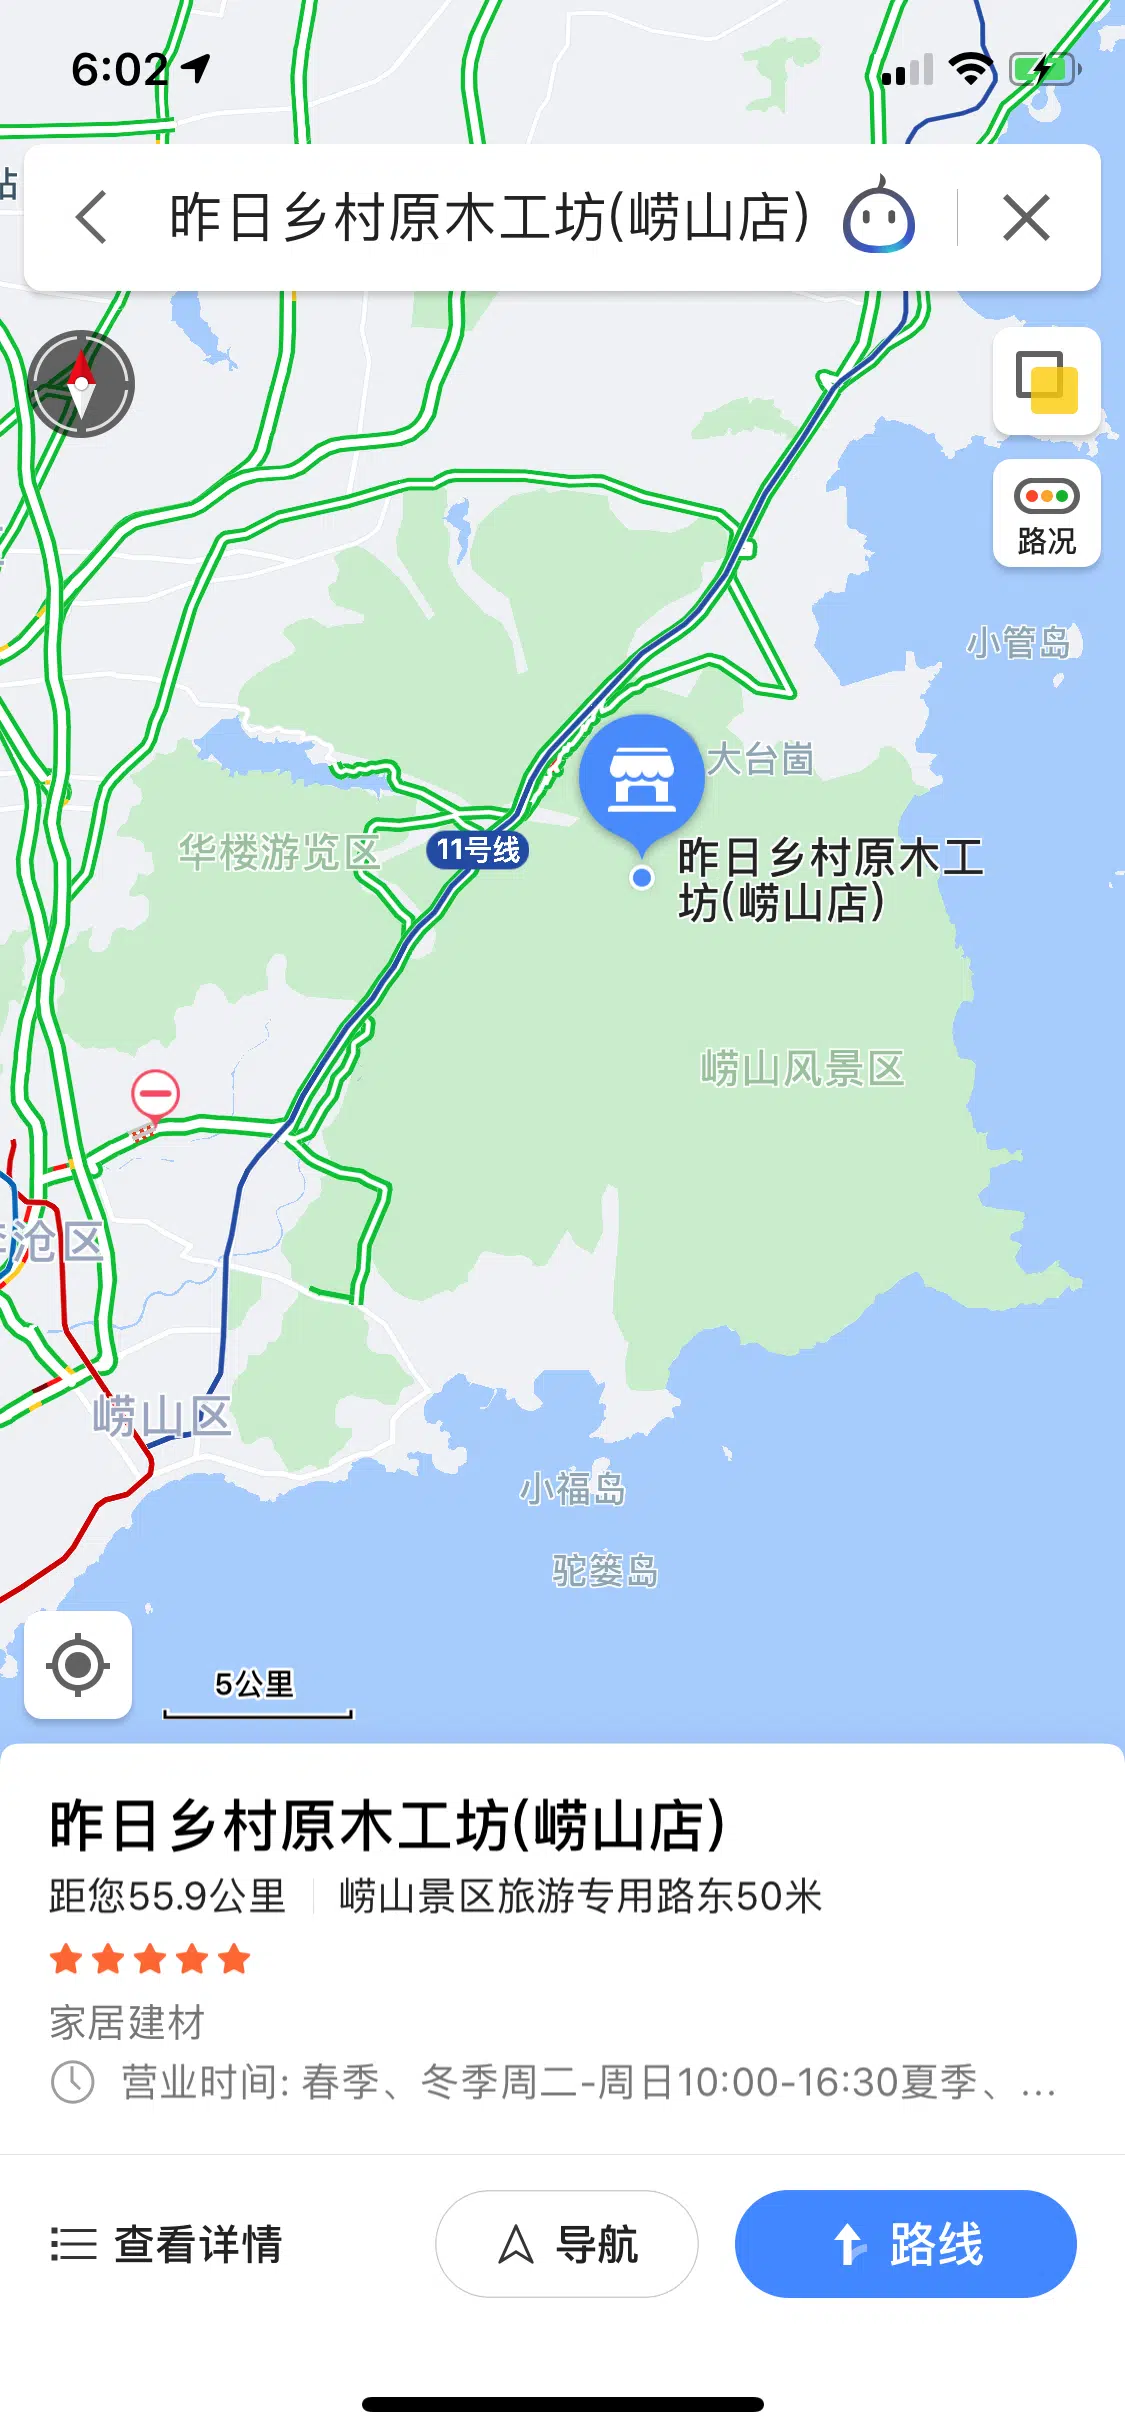 6:02
站
昨日乡村原木工坊(崂山店)
路况
小管岛
大台崮
华楼游览区
11号线
昨日乡村原木工
坊(崂山店)
崂山风景区
沧区
崂山区
小福岛
驼篓岛
5公里
昨日乡村原木工坊(崂山店)
距您55.9公里 崂山景区旅游专用路东50米
家居建材
营业时间: 春季、冬季周二-周日10:00-16:30夏季、...
查看详情 导航 路线